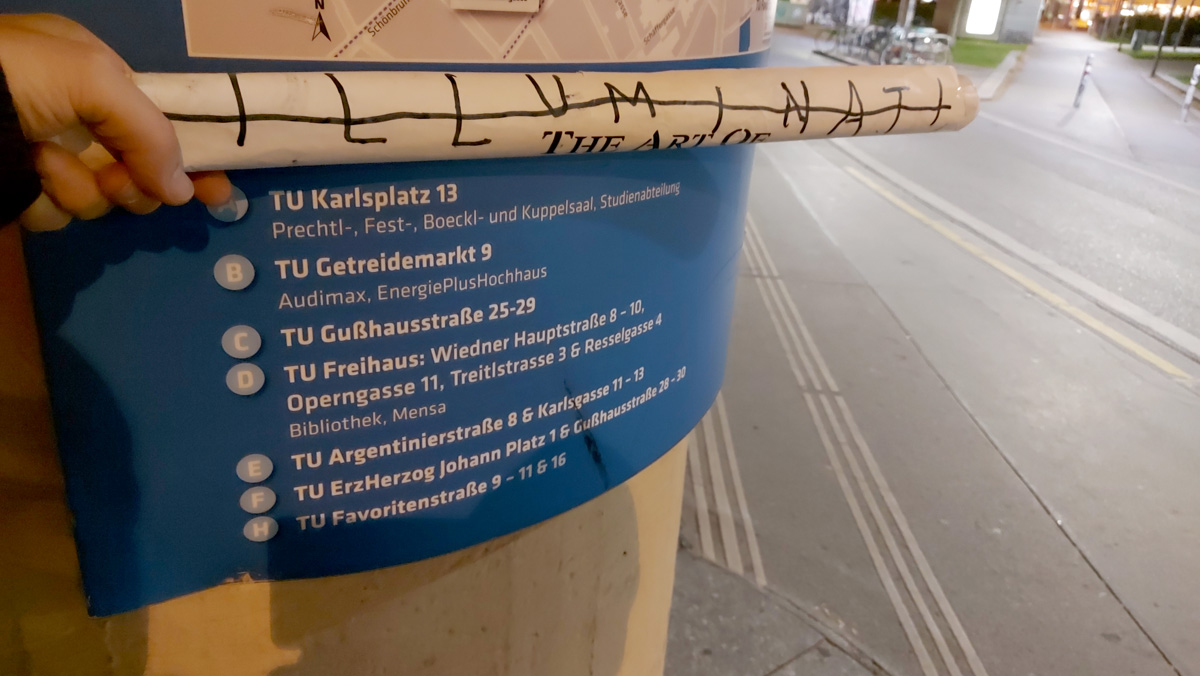 N
ILLUMINATI
THE ART OF
A TU Karlsplatz 13
Prechtl-, Fest-, Boeckl- und Kuppelsaal, Studienabteilung
B TU Getreidemarkt 9
Audimax, EnergiePlusHochhaus
C TU Gußhausstraße 25-29
D TU Freihaus: Wiedner Hauptstraße 8 - 10,
Operngasse 11, Treitlstrasse 3 & Resselgasse 4
Bibliothek, Mensa
E TU Argentinierstraße 8 & Karlsgasse 11 - 13
F TU ErzHerzog Johann Platz 1 & Gußhausstraße 28 - 30
H TU Favoritenstraße 9 - 11 & 16